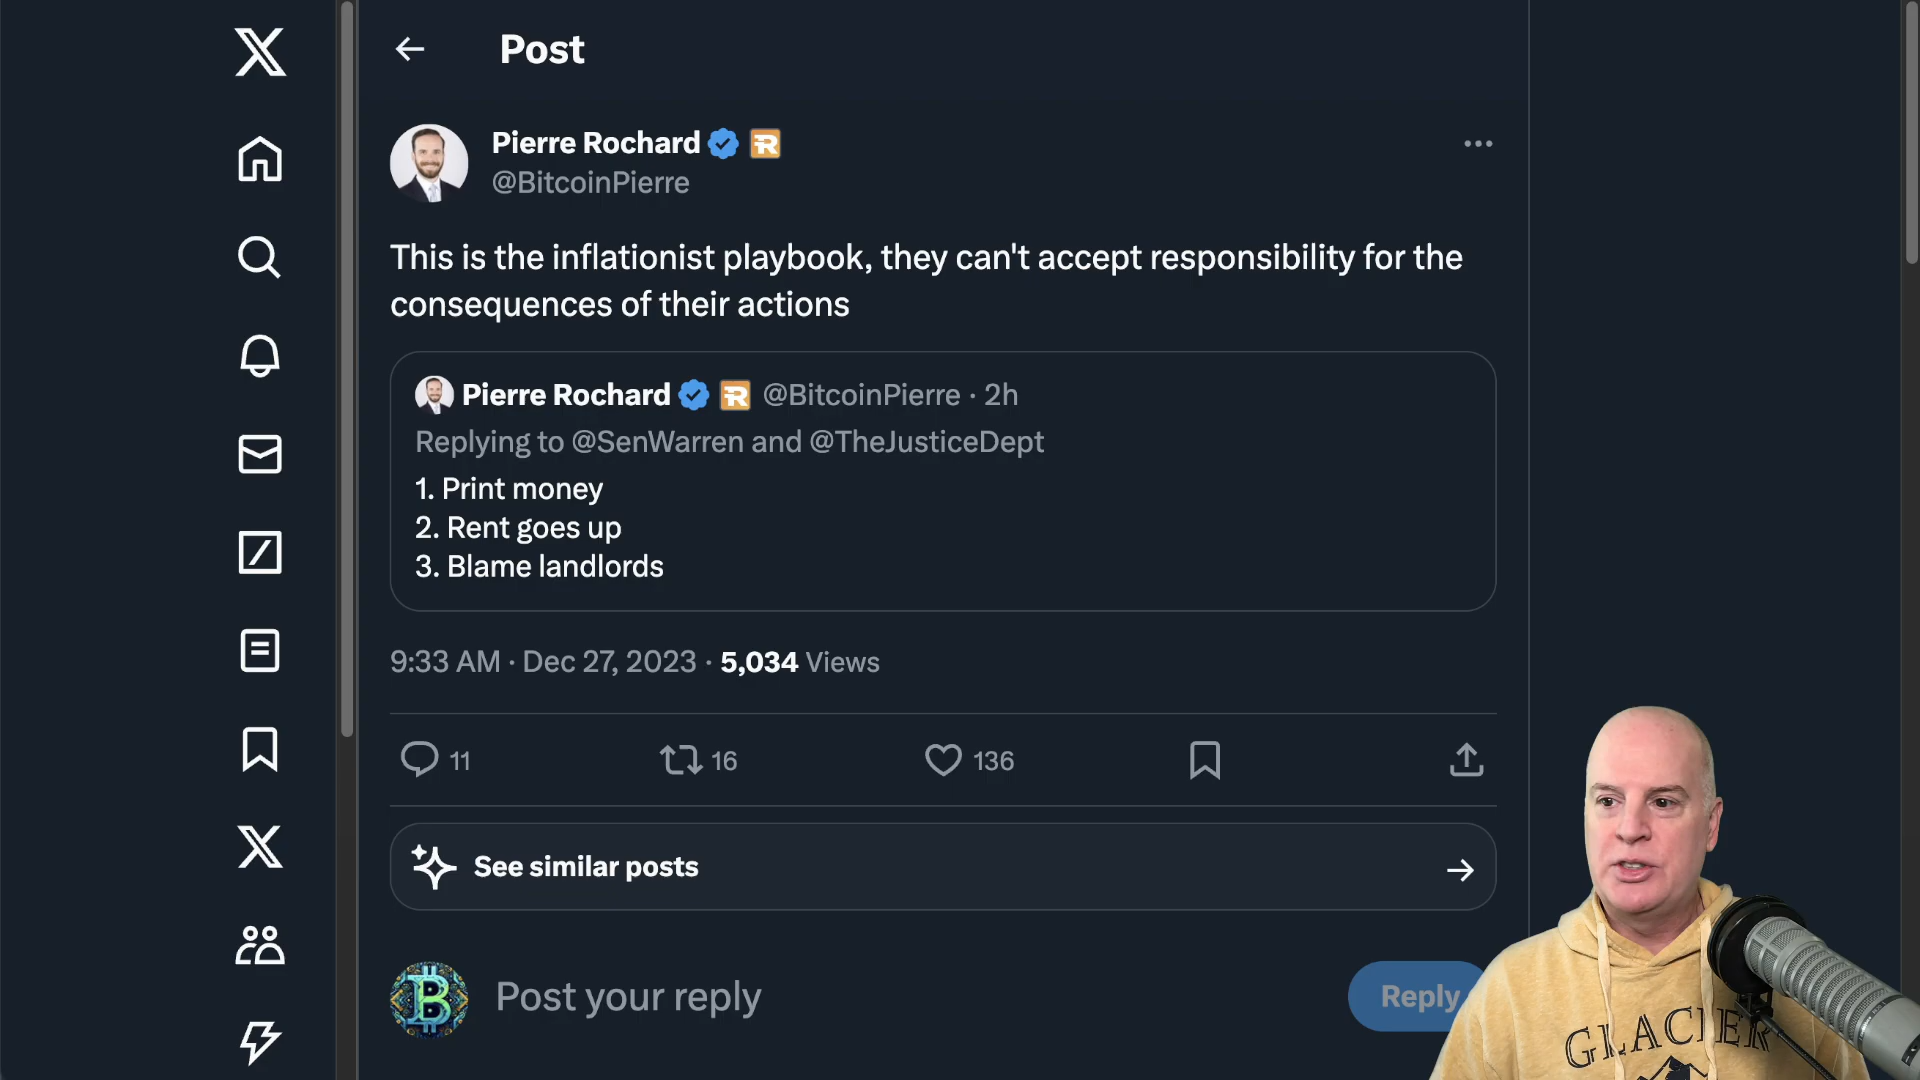 Post
Pierre Rochard
@BitcoinPierre
This is the inflationist playbook, they can't accept responsibility for the
consequences of their actions
Pierre Rochard @BitcoinPierre · 2h
Replying to @SenWarren and @TheJusticeDept
1. Print money
2. Rent goes up
3. Blame landlords
9:33 AM · Dec 27, 2023 · 5,034 Views
11 16 136
See similar posts
Post your reply
Reply
GLACIER